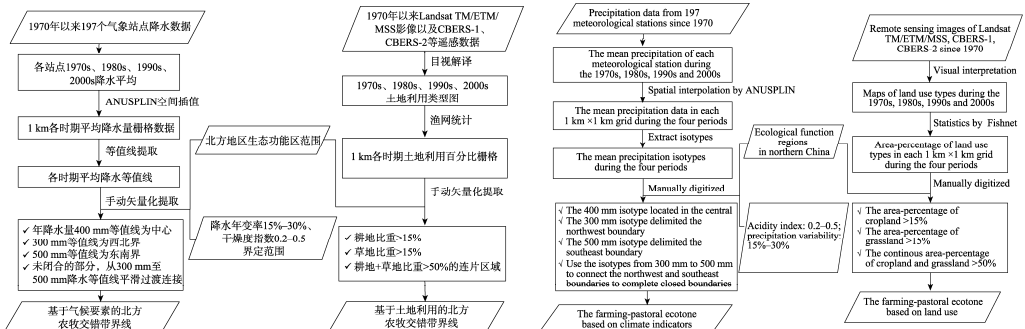 1970年以来197个气象站点降水数据
各站点1970s、1980s、1990s、
2000s降水平均
ANUSPLIN空间插值
1 km各时期平均降水量栅格数据
等值线提取
各时期平均降水等值线
手动矢量化提取
✓ 年降水量400 mm等值线为中心
✓ 300 mm等值线为西北界
✓ 500 mm等值线为东南界
✓ 未闭合的部分，从300 mm至
500 mm降水等值线平滑过渡连接
基于气候要素的北方
农牧交错带界线
北方地区生态功能区范围
降水年变率15%–30%、
干燥度指数0.2–0.5
界定范围
1970年以来Landsat TM/ETM/
MSS影像以及CBERS-1、
CBERS-2等遥感数据
目视解译
1970s、1980s、1990s、2000s
土地利用类型图
渔网统计
1 km各时期土地利用百分比栅格
手动矢量化提取
✓ 耕地比重>15%
✓ 草地比重>15%
✓ 耕地+草地比重>50%的连片区域
基于土地利用的北方
农牧交错带界线
Precipitation data from 197
meteorological stations since 1970
The mean precipitation of each
meteorological station during
the 1970s, 1980s, 1990s and 2000s
Spatial interpolation by ANUSPLIN
The mean precipitation data in each
1 km ×1 km grid during the four periods
Extract isotypes
The mean precipitation isotypes
during the four periods
Manually digitized
√ The 400 mm isotype located in the central
√ The 300 mm isotype delimited the
northwest boundary
√ The 500 mm isotype delimited the
southeast boundary
√ Use the isotypes from 300 mm to 500 mm
to connect the northwest and southeast
boundaries to complete closed boundaries
The farming-pastoral ecotone
based on climate indicators
Ecological function
regions
in northern China
Acidity index: 0.2–0.5;
precipitation variability:
15%–30%
Remote sensing images of Landsat
TM/ETM/MSS, CBERS-1,
CBERS-2 since 1970
Visual interpretation
Maps of land use types during the
1970s, 1980s, 1990s and 2000s
Statistics by Fishnet
Area-percentage of land use
types in each 1 km ×1 km grid
during the four periods
Manually digitized
√ The area-percentage of
cropland >15%
√ The area-percentage of
grassland >15%
√ The continous area-percentage
of cropland and grassland >50%
The farming-pastoral ecotone
based on land use